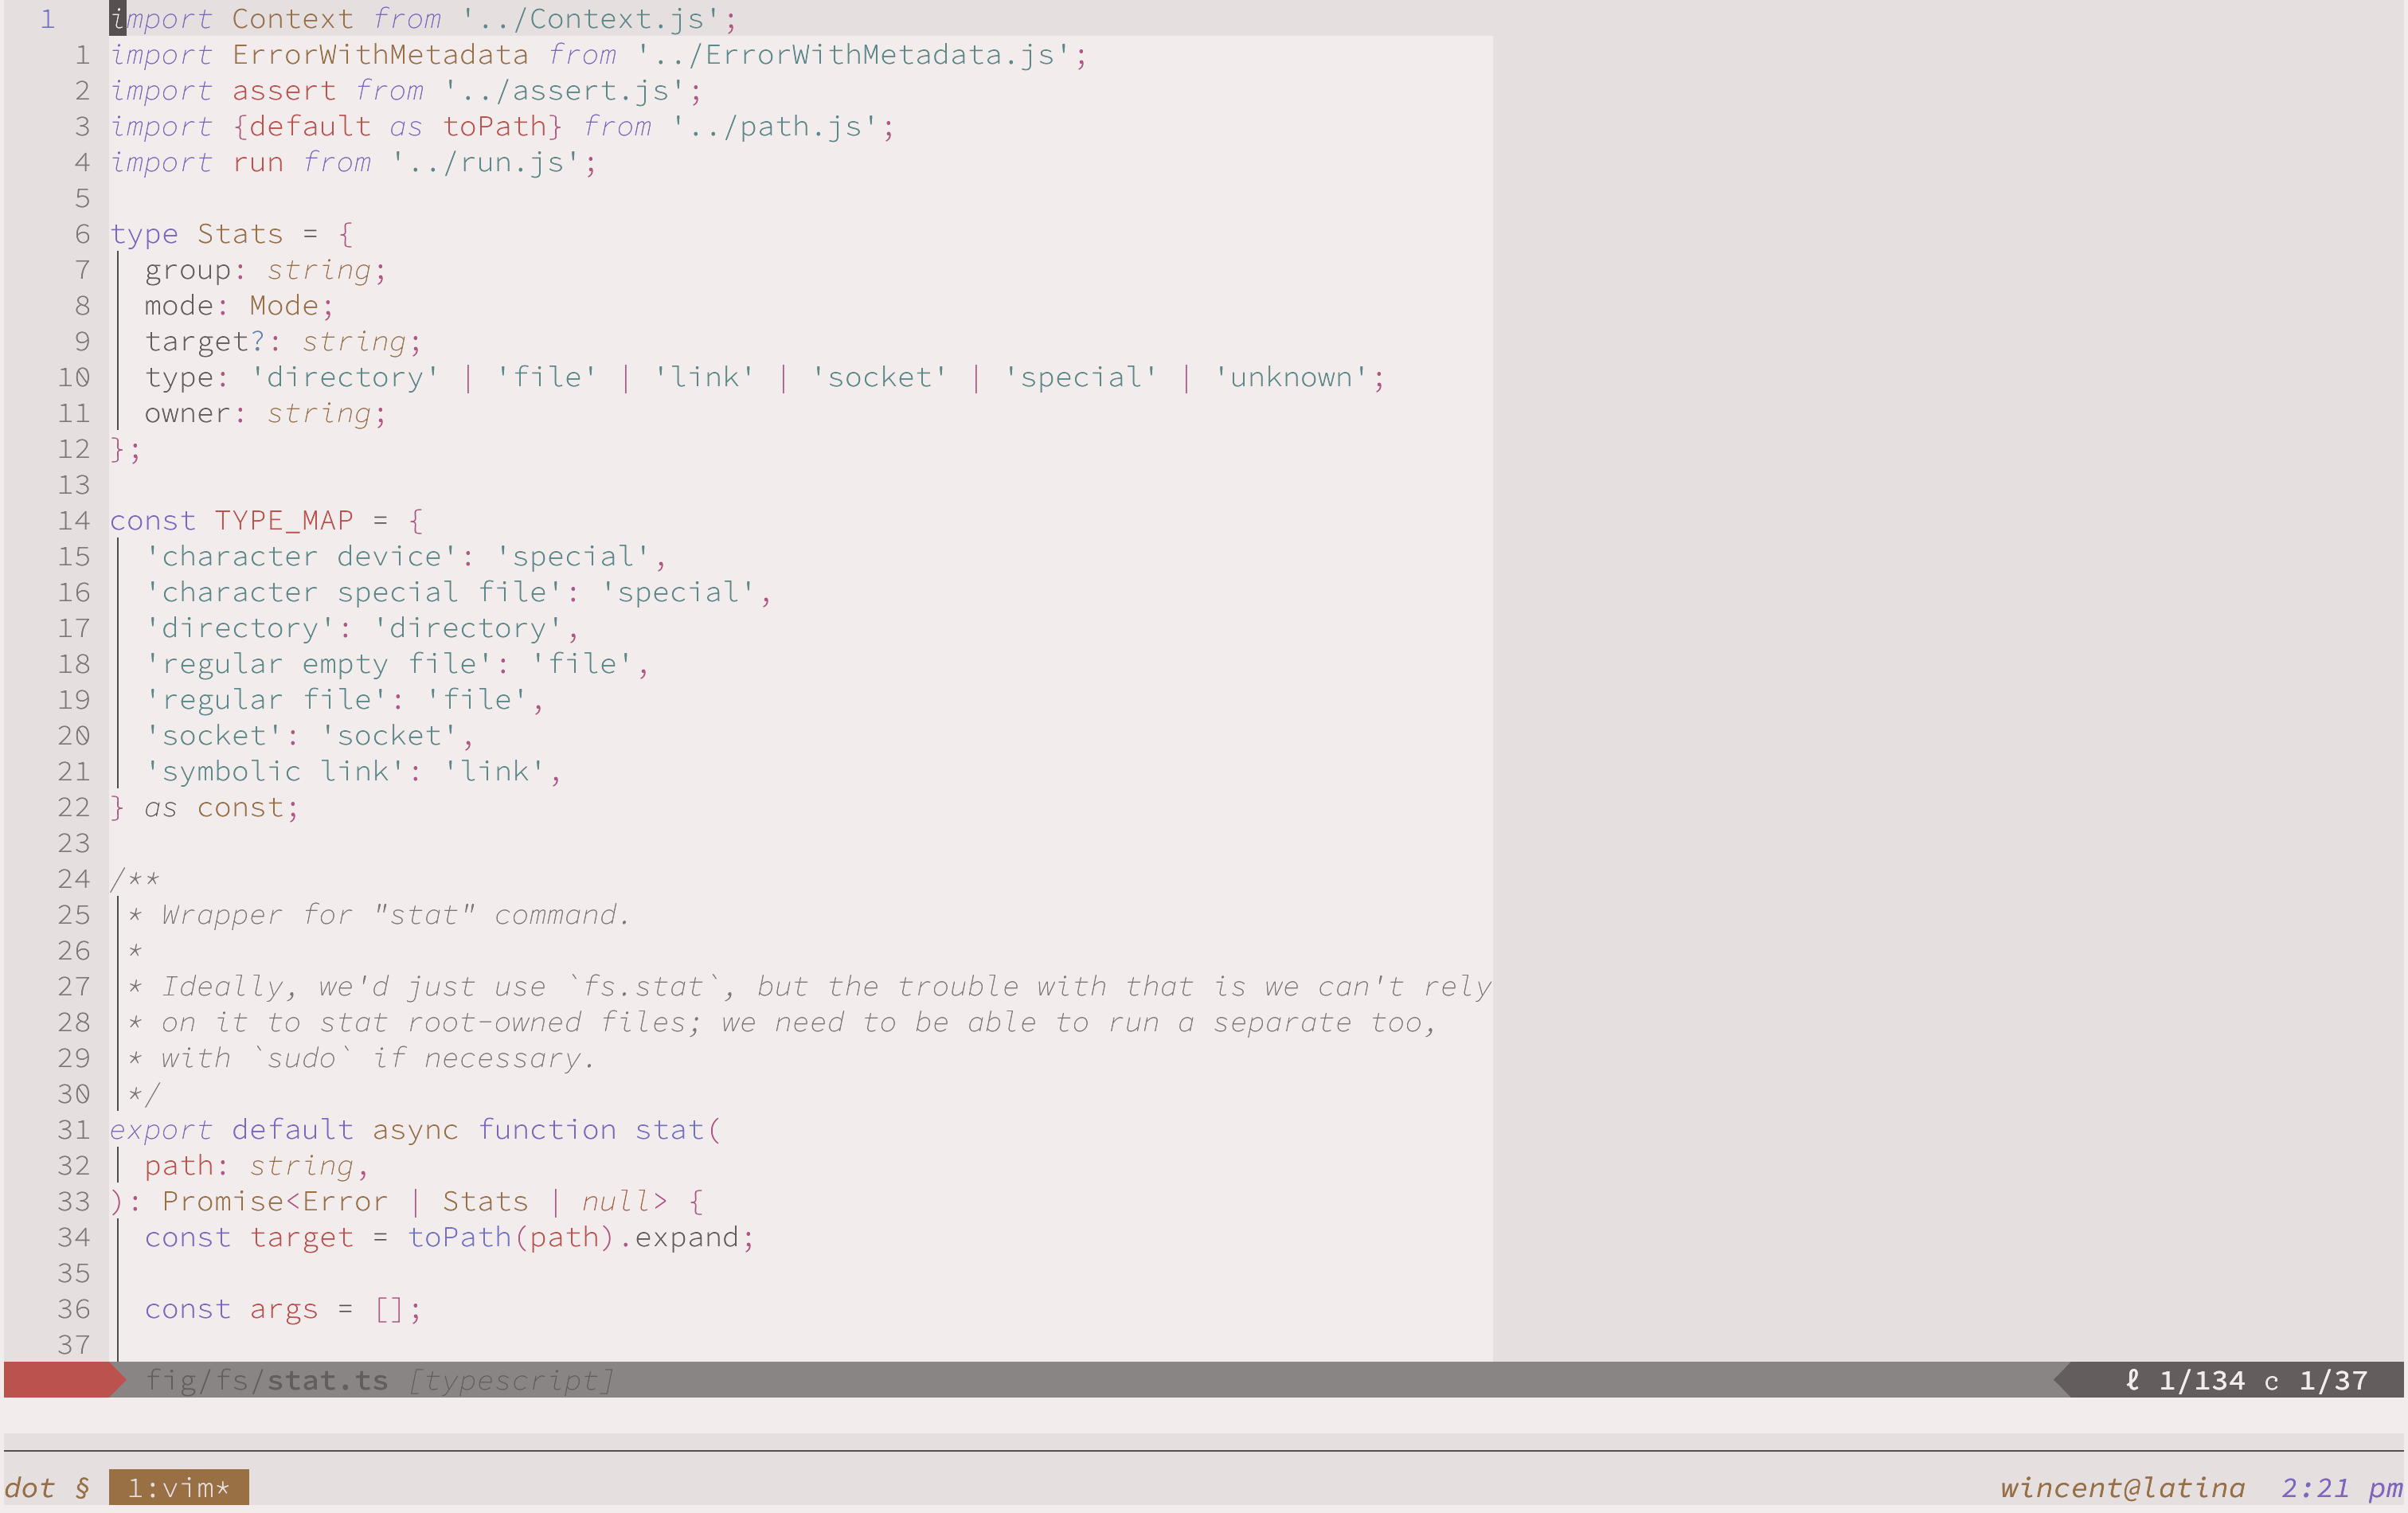 1 import Context from '../Context.js';
1 import ErrorWithMetadata from '../ErrorWithMetadata.js';
2 import assert from '../assert.js';
3 import {default as toPath} from '../path.js';
4 import run from '../run.js';
5
6 type Stats = {
7 group: string;
8 mode: Mode;
9 target?: string;
10 type: 'directory' | 'file' | 'link' | 'socket' | 'special' | 'unknown';
11 owner: string;
12 };
13
14 const TYPE_MAP = {
15 'character device': 'special',
16 'character special file': 'special',
17 'directory': 'directory',
18 'regular empty file': 'file',
19 'regular file': 'file',
20 'socket': 'socket',
21 'symbolic link': 'link',
22 } as const;
23
24 /**
25 * Wrapper for "stat" command.
26 *
27 * Ideally, we'd just use `fs.stat`, but the trouble with that is we can't rely
28 * on it to stat root-owned files; we need to be able to run a separate too,
29 * with `sudo` if necessary.
30 */
31 export default async function stat(
32 path: string,
33 ): Promise<Error | Stats | null> {
34 const target = toPath(path).expand;
35
36 const args = [];
37
fig/fs/stat.ts [typescript] ℓ 1/134 c 1/37
dot § 1:vim* wincent@latina 2:21 pm